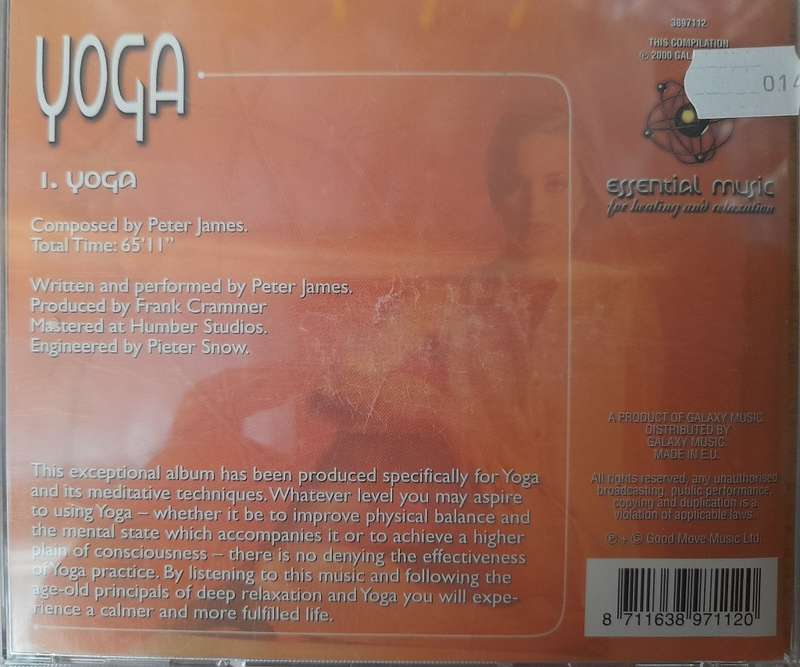 YOGA
1. YOGA
Composed by Peter James.
Total Time: 65'11"
Written and performed by Peter James.
Produced by Frank Crammer
Mastered at Humber Studios.
Engineered by Pieter Snow.
This exceptional album has been produced specifically for Yoga
and its meditative techniques. Whatever level you may aspire
to using Yoga – whether it be to improve physical balance and
the mental state which accompanies it or to achieve a higher
plain of consciousness – there is no denying the effectiveness
of Yoga practice. By listening to this music and following the
age-old principals of deep relaxation and Yoga you will expe-
rience a calmer and more fulfilled life.
3897112
THIS COMPILATION
℗ 2000 GAL
014
essential music
for healing and relaxation
A PRODUCT OF GALAXY MUSIC
DISTRIBUTED BY
GALAXY MUSIC.
MADE IN E.U.
All rights reserved, any unauthorised
broadcasting, public performance,
copying and duplication is a
violation of applicable laws.
℗ + © Good Move Music Ltd.
8 711638 971120